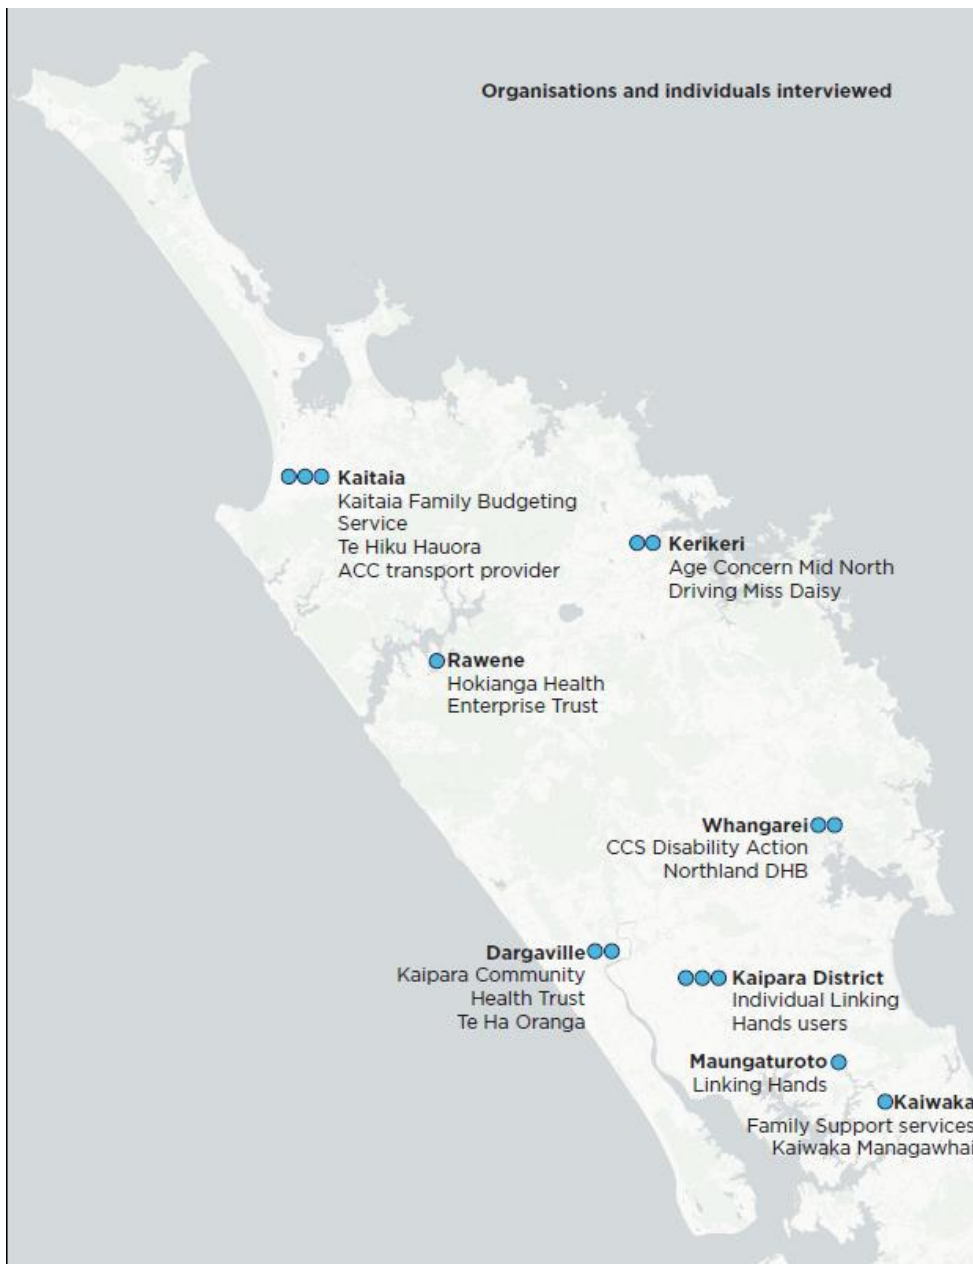 Organisations and individuals interviewed
Kaitaia
Kaitaia Family Budgeting
Service
Te Hiku Hauora
ACC transport provider
Kerikeri
Age Concern Mid North
Driving Miss Daisy
Rawene
Hokianga Health
Enterprise Trust
Whangarei
CCS Disability Action
Northland DHB
Dargaville
Kaipara Community
Health Trust
Te Ha Oranga
Kaipara District
Individual Linking
Hands users
Maungaturoto
Linking Hands
Kaiwaka
Family Support services
Kaiwaka Managawhai